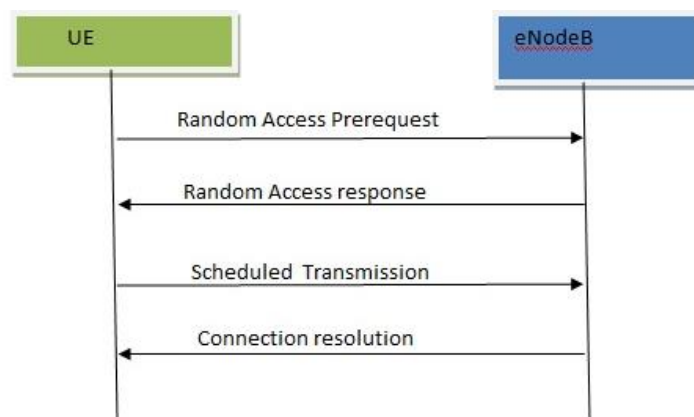 UE
eNodeB
Random Access Prerequest
Random Access response
Scheduled Transmission
Connection resolution